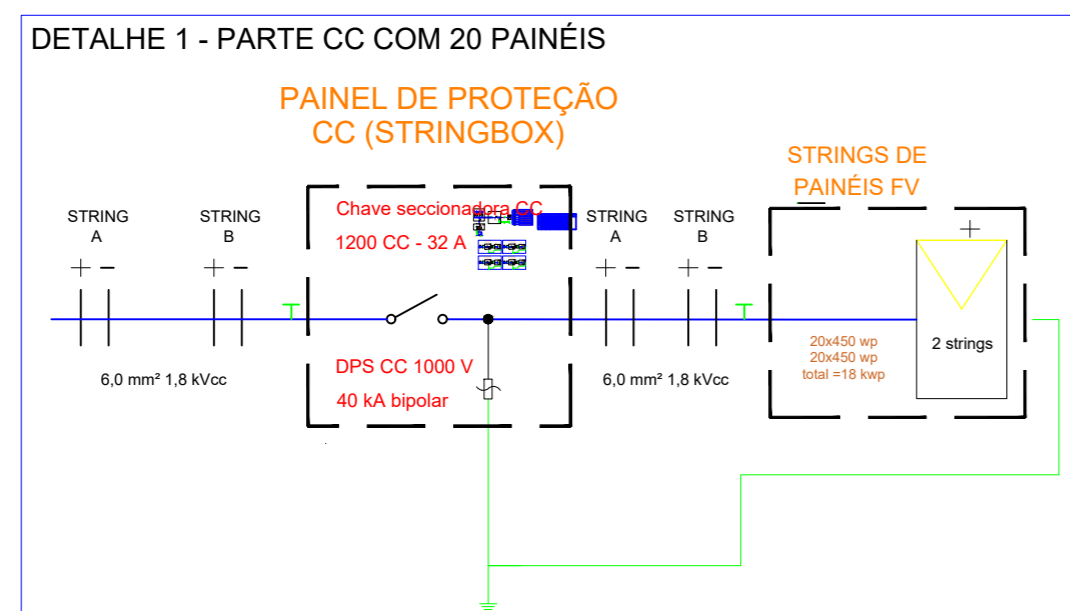 DETALHE 1 - PARTE CC COM 20 PAINÉIS
PAINEL DE PROTEÇÃO
CC (STRINGBOX)
STRINGS DE
PAINÉIS FV
STRING
A
+ -
STRING
B
+ -
Chave seccionadora CC
1200 CC - 32 A
STRING
A
+ -
STRING
B
+ -
+
6,0 mm² 1,8 kVcc
DPS CC 1000 V
40 kA bipolar
6,0 mm² 1,8 kVcc
20x450 wp
20x450 wp
total =18 kwp
2 strings